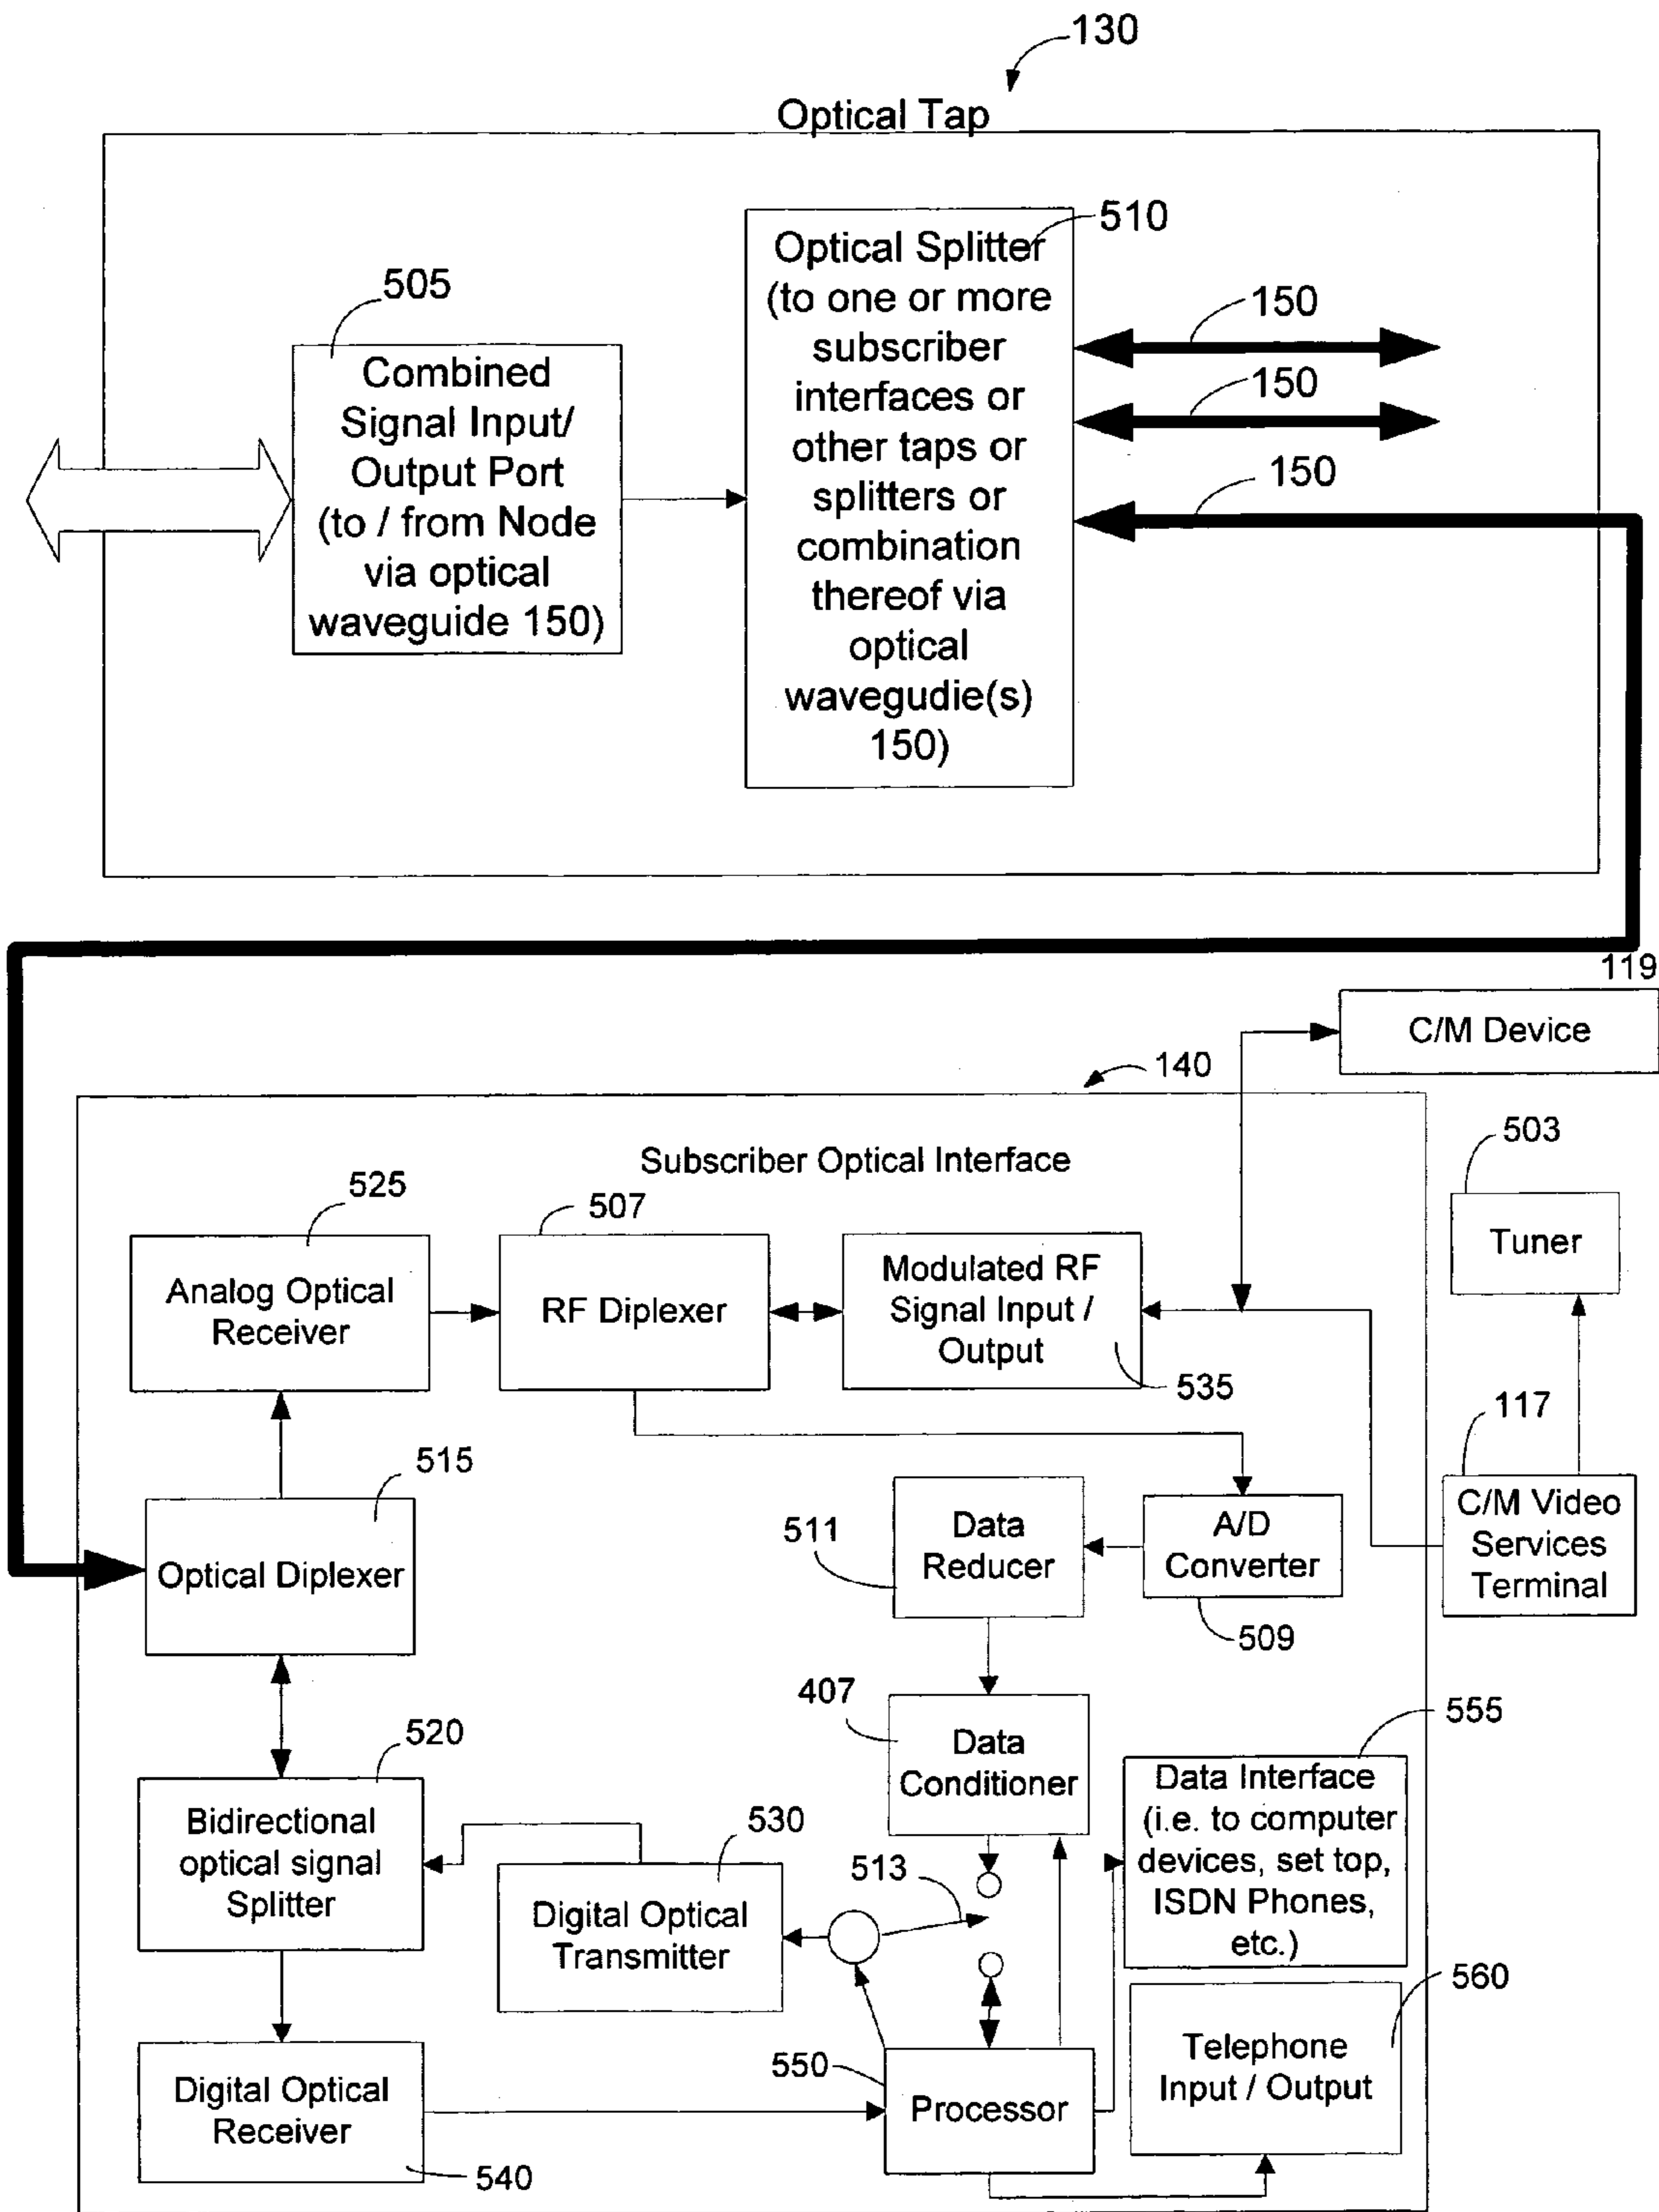 130
Optical Tap
510
Optical Splitter
(to one or more
subscriber
interfaces or
other taps or
splitters or
combination
thereof via
optical
wavegudie(s)
150)
505
Combined
Signal Input/
Output Port
(to / from Node
via optical
waveguide 150)
150
150
150
119
C/M Device
140
Subscriber Optical Interface
503
Tuner
525
Analog Optical
Receiver
507
RF Diplexer
Modulated RF
Signal Input /
Output
535
117
C/M Video
Services
Terminal
515
Optical Diplexer
511
Data
Reducer
A/D
Converter
509
407
Data
Conditioner
555
Data Interface
(i.e. to computer
devices, set top,
ISDN Phones,
etc.)
520
Bidirectional
optical signal
Splitter
530
Digital Optical
Transmitter
513
560
Telephone
Input / Output
550
Processor
Digital Optical
Receiver
540